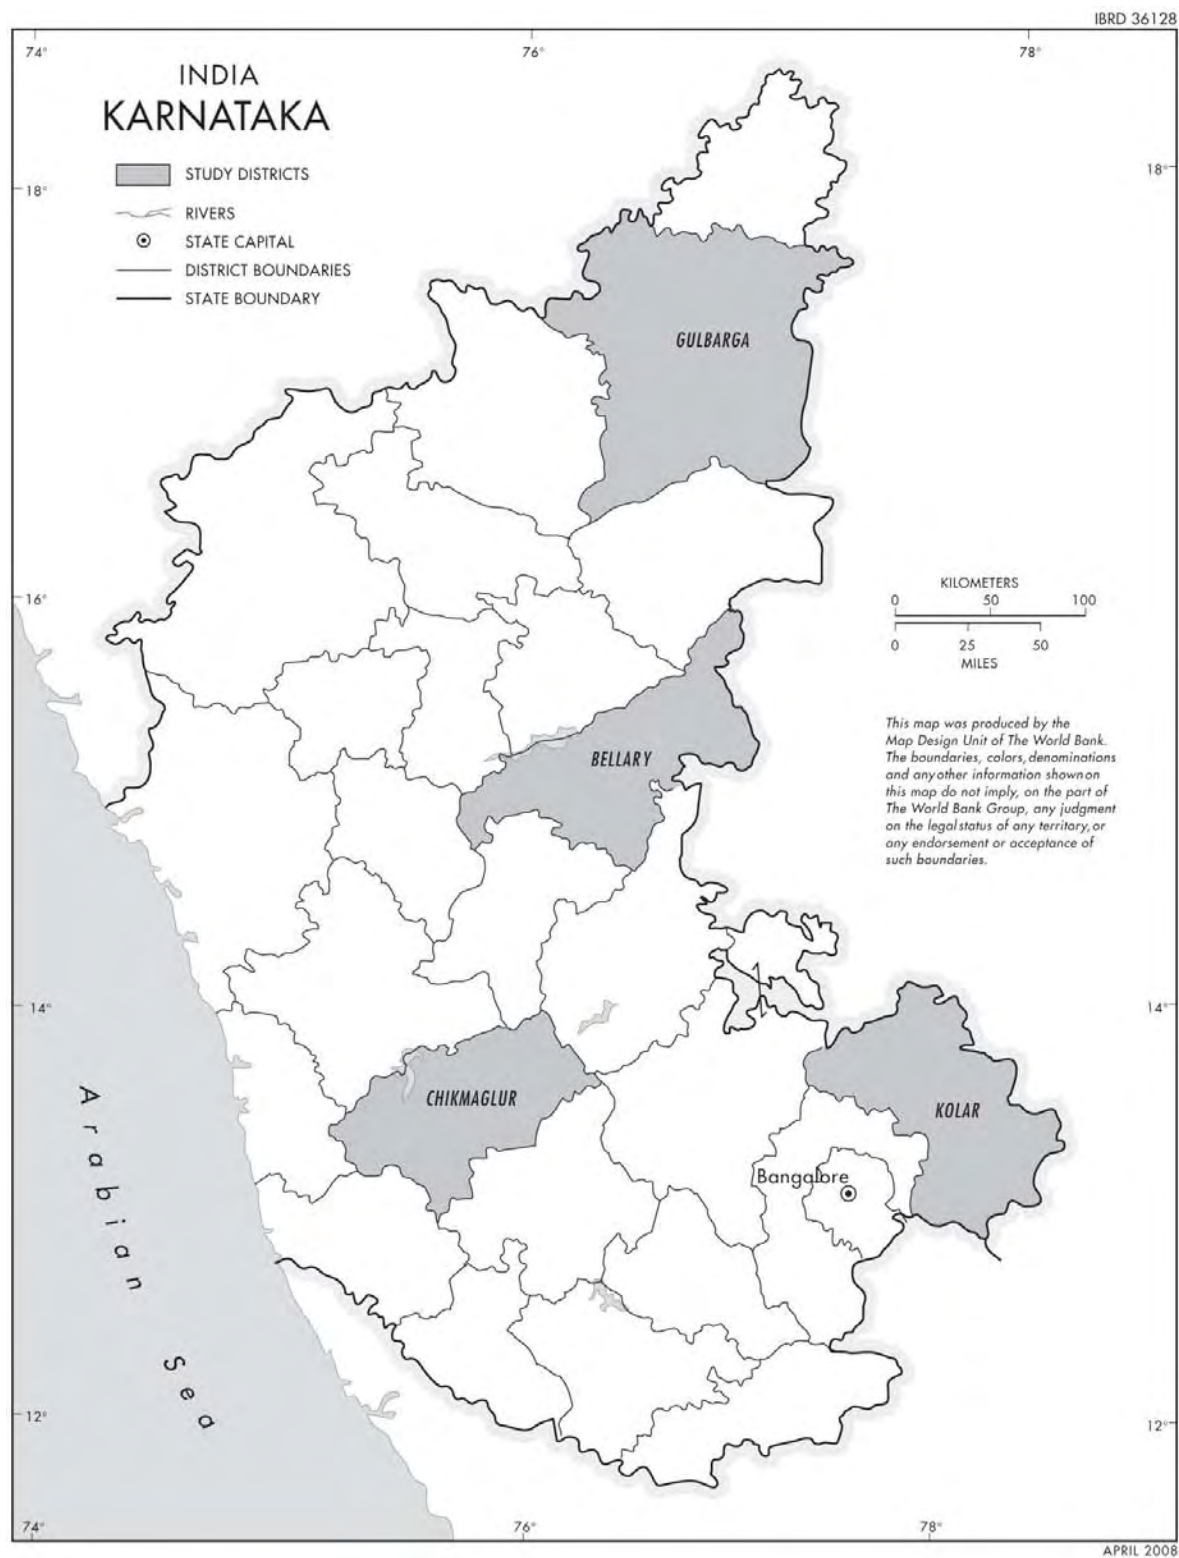 IBRD 36128
74°
76°
78°
INDIA
KARNATAKA
STUDY DISTRICTS
RIVERS
STATE CAPITAL
DISTRICT BOUNDARIES
STATE BOUNDARY
18°
18°
GULBARGA
16°
KILOMETERS
0 50 100
0 25 50
MILES
This map was produced by the
Map Design Unit of The World Bank.
The boundaries, colors, denominations
and any other information shown on
this map do not imply, on the part of
The World Bank Group, any judgment
on the legal status of any territory, or
any endorsement or acceptance of
such boundaries.
BELLARY
14°
14°
CHIKMAGLUR
KOLAR
Bangalore
Arabian Sea
12°
12°
74°
76°
78°
APRIL 2008